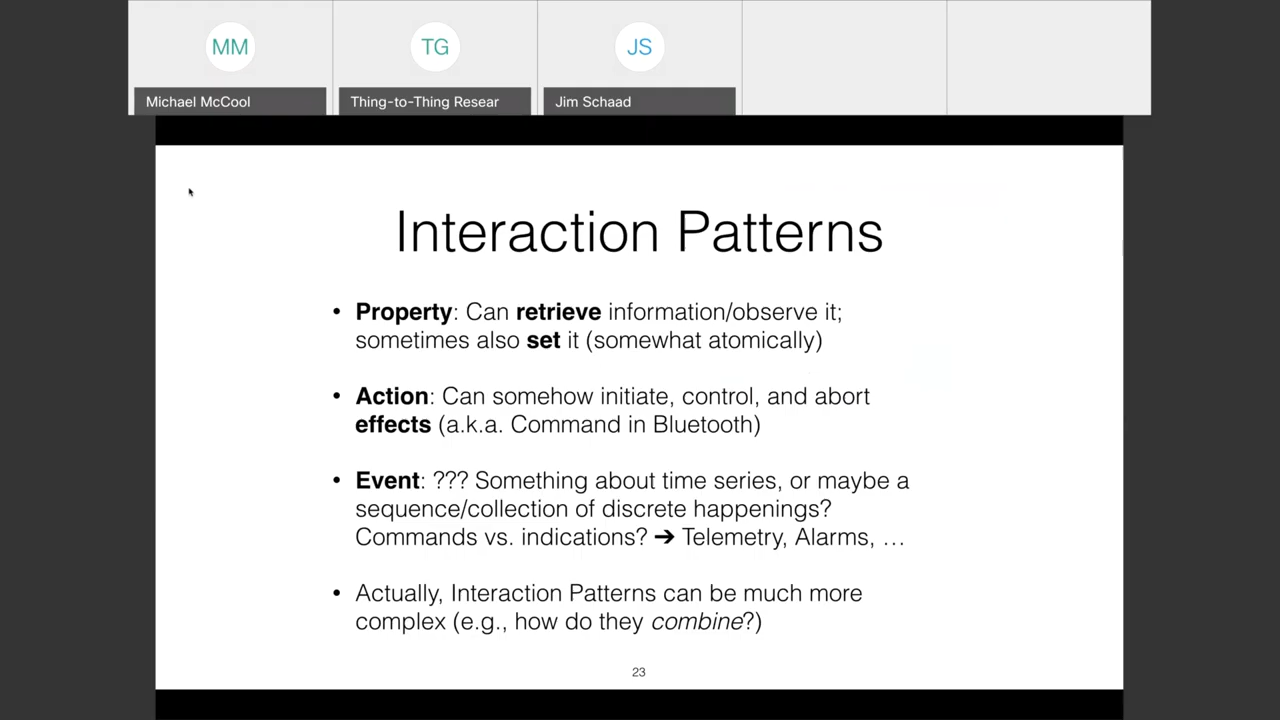 MM
TG
JS
Michael McCool
Thing-to-Thing Resear
Jim Schaad
Interaction Patterns
• Property: Can retrieve information/observe it;
sometimes also set it (somewhat atomically)
• Action: Can somehow initiate, control, and abort
effects (a.k.a. Command in Bluetooth)
• Event: ??? Something about time series, or maybe a
sequence/collection of discrete happenings?
Commands vs. indications? ➔ Telemetry, Alarms, …
• Actually, Interaction Patterns can be much more
complex (e.g., how do they combine?)
23